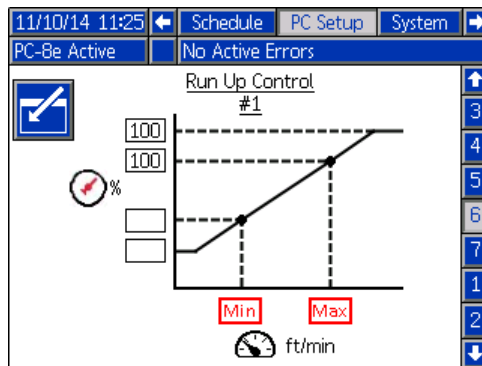 11/10/14 11:25 Schedule PC Setup System
PC-8e Active No Active Errors
Run Up Control
#1
100
100
%
Min Max
ft/min
3
4
5
6
7
1
2